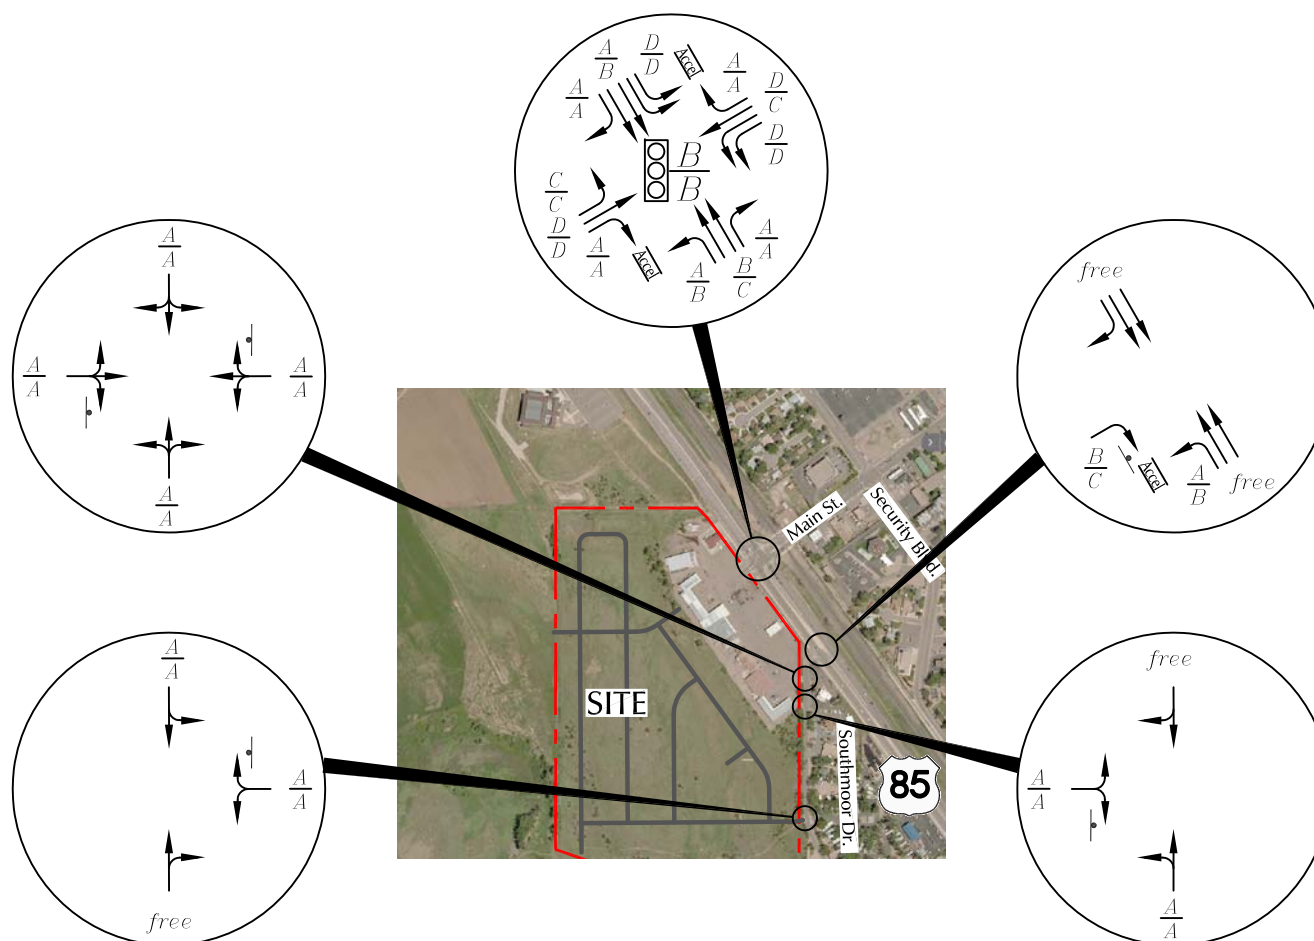 A/B
D/D
Accel
A/A
A/A
D/C
D/D
B/B
C/C
D/D
A/A
Accel
A/B
B/C
A/A
A/A
A/A
A/A
A/A
free
B/C
Accel
A/B
free
Main St.
Security Blvd.
SITE
Southmoor Dr.
85
A/A
A/A
free
free
A/A
A/A